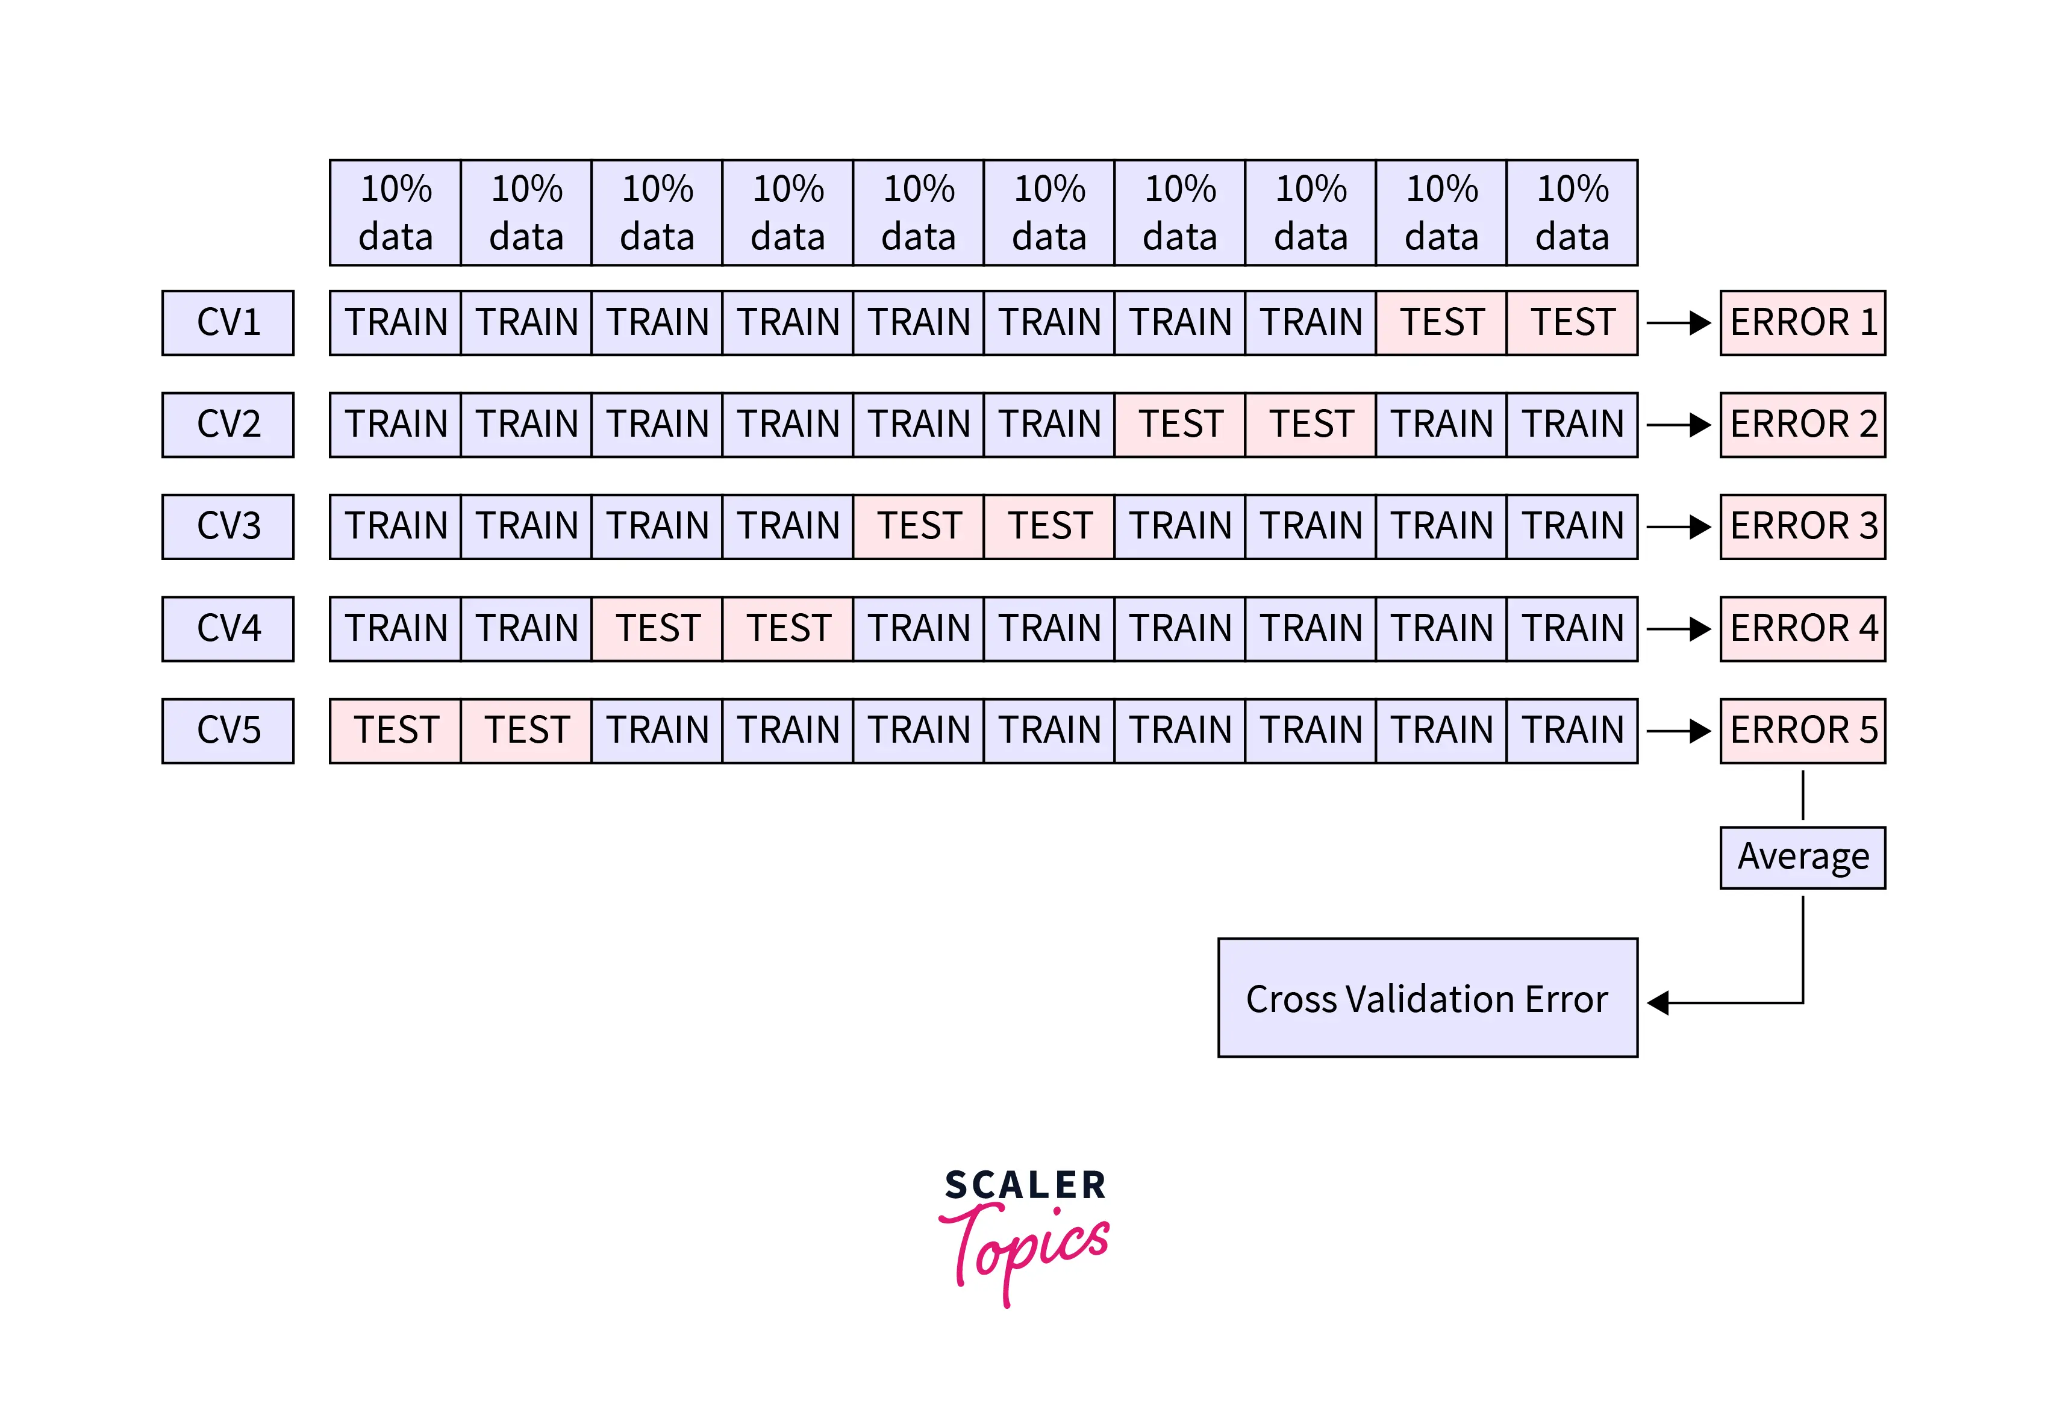 10% 10% 10% 10% 10% 10% 10% 10% 10% 10%
data data data data data data data data data data
CV1 TRAIN TRAIN TRAIN TRAIN TRAIN TRAIN TRAIN TRAIN TEST TEST ERROR 1
CV2 TRAIN TRAIN TRAIN TRAIN TRAIN TRAIN TEST TEST TRAIN TRAIN ERROR 2
CV3 TRAIN TRAIN TRAIN TRAIN TEST TEST TRAIN TRAIN TRAIN TRAIN ERROR 3
CV4 TRAIN TRAIN TEST TEST TRAIN TRAIN TRAIN TRAIN TRAIN TRAIN ERROR 4
CV5 TEST TEST TRAIN TRAIN TRAIN TRAIN TRAIN TRAIN TRAIN TRAIN ERROR 5
Average
Cross Validation Error
SCALER
Topics